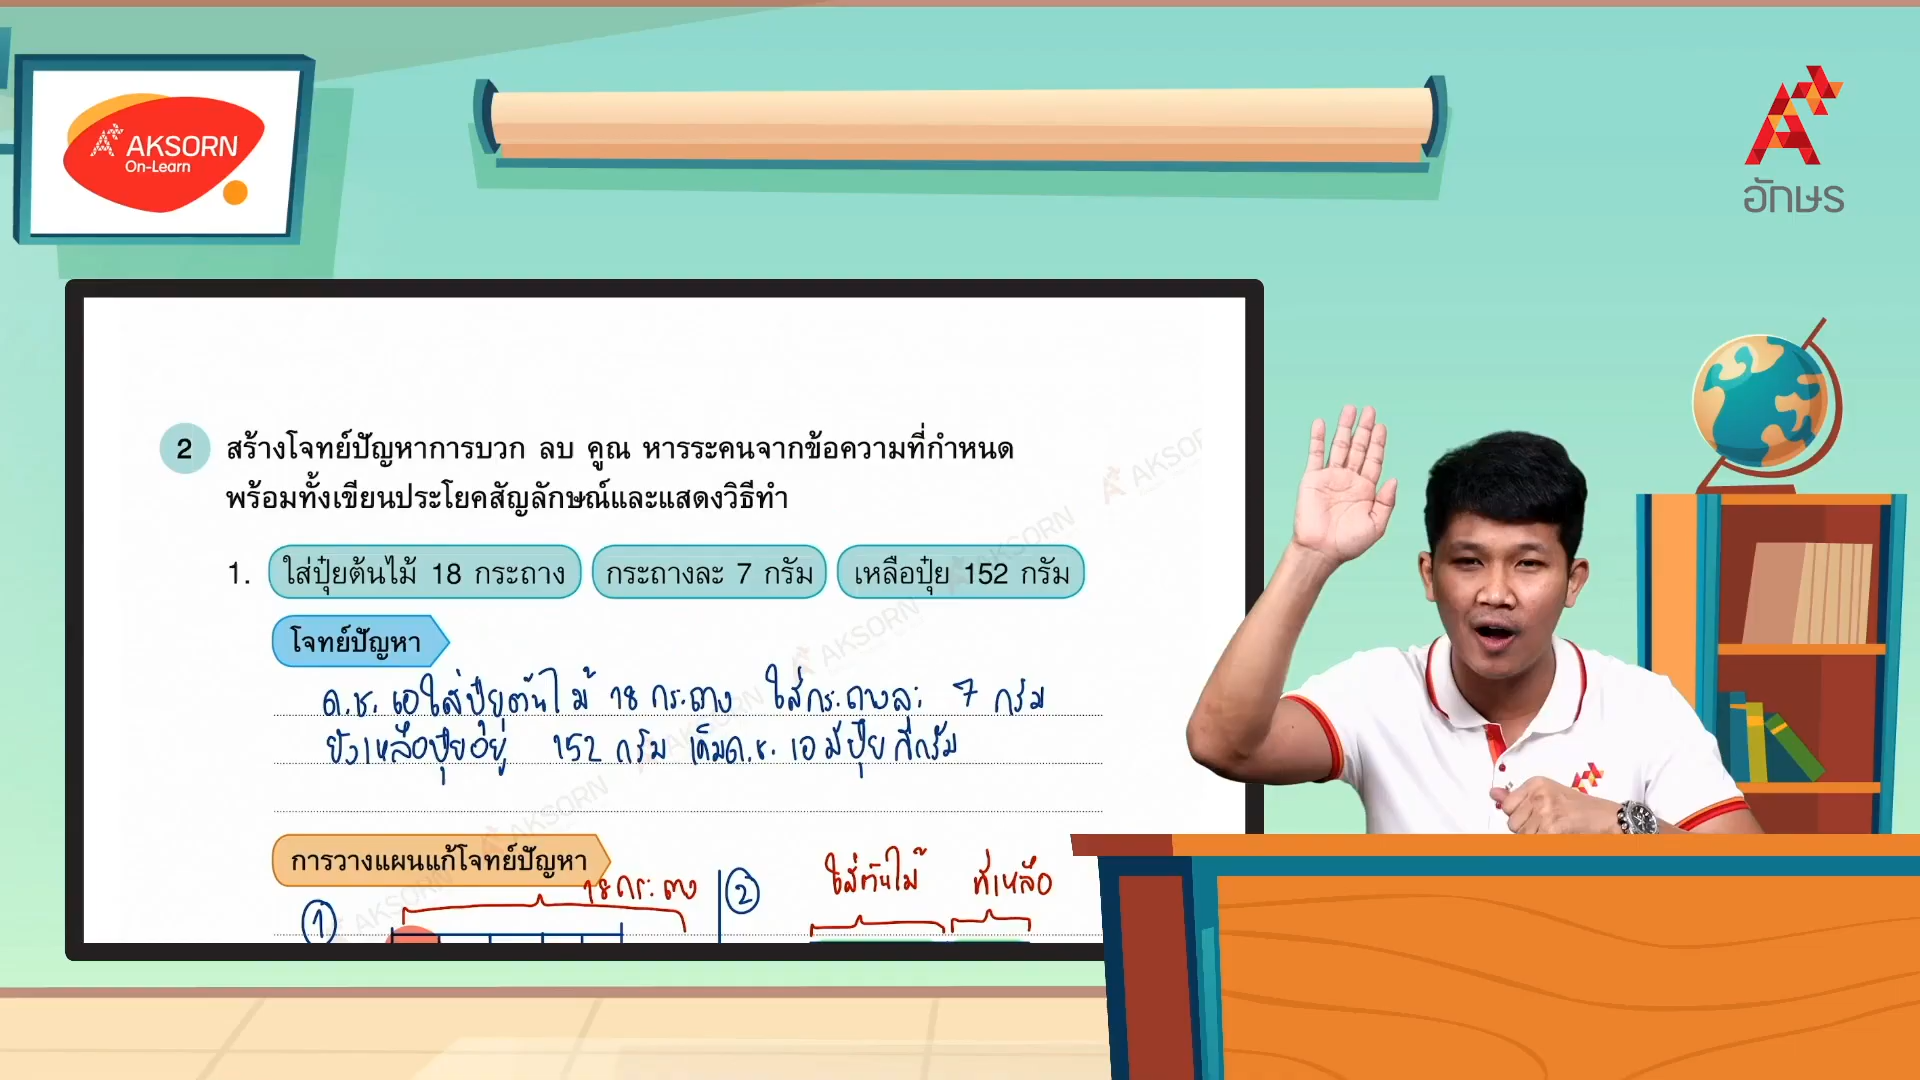 AKSORN
On-Learn
อักษร
2 สร้างโจทย์ปัญหาการบวก ลบ คูณ หารระคนจากข้อความที่กำหนด
พร้อมทั้งเขียนประโยคสัญลักษณ์และแสดงวิธีทำ
1. ใส่ปุ๋ยต้นไม้ 18 กระถาง กระถางละ 7 กรัม เหลือปุ๋ย 152 กรัม
โจทย์ปัญหา
ด.ช. เอใส่ปุ๋ยต้นไม้ 18 กระถาง ใส่กระถางละ 7 กรัม
ยังเหลือปุ๋ยอยู่ 152 กรัม เดิมด.ช. เอมีปุ๋ยกี่กรัม
การวางแผนแก้โจทย์ปัญหา
18 กระถาง
1
2
ใส่ต้นไม้ ที่เหลือ
AKSORN
AKSORN
AKSORN
AKSORN
AKSORN
AKSORN